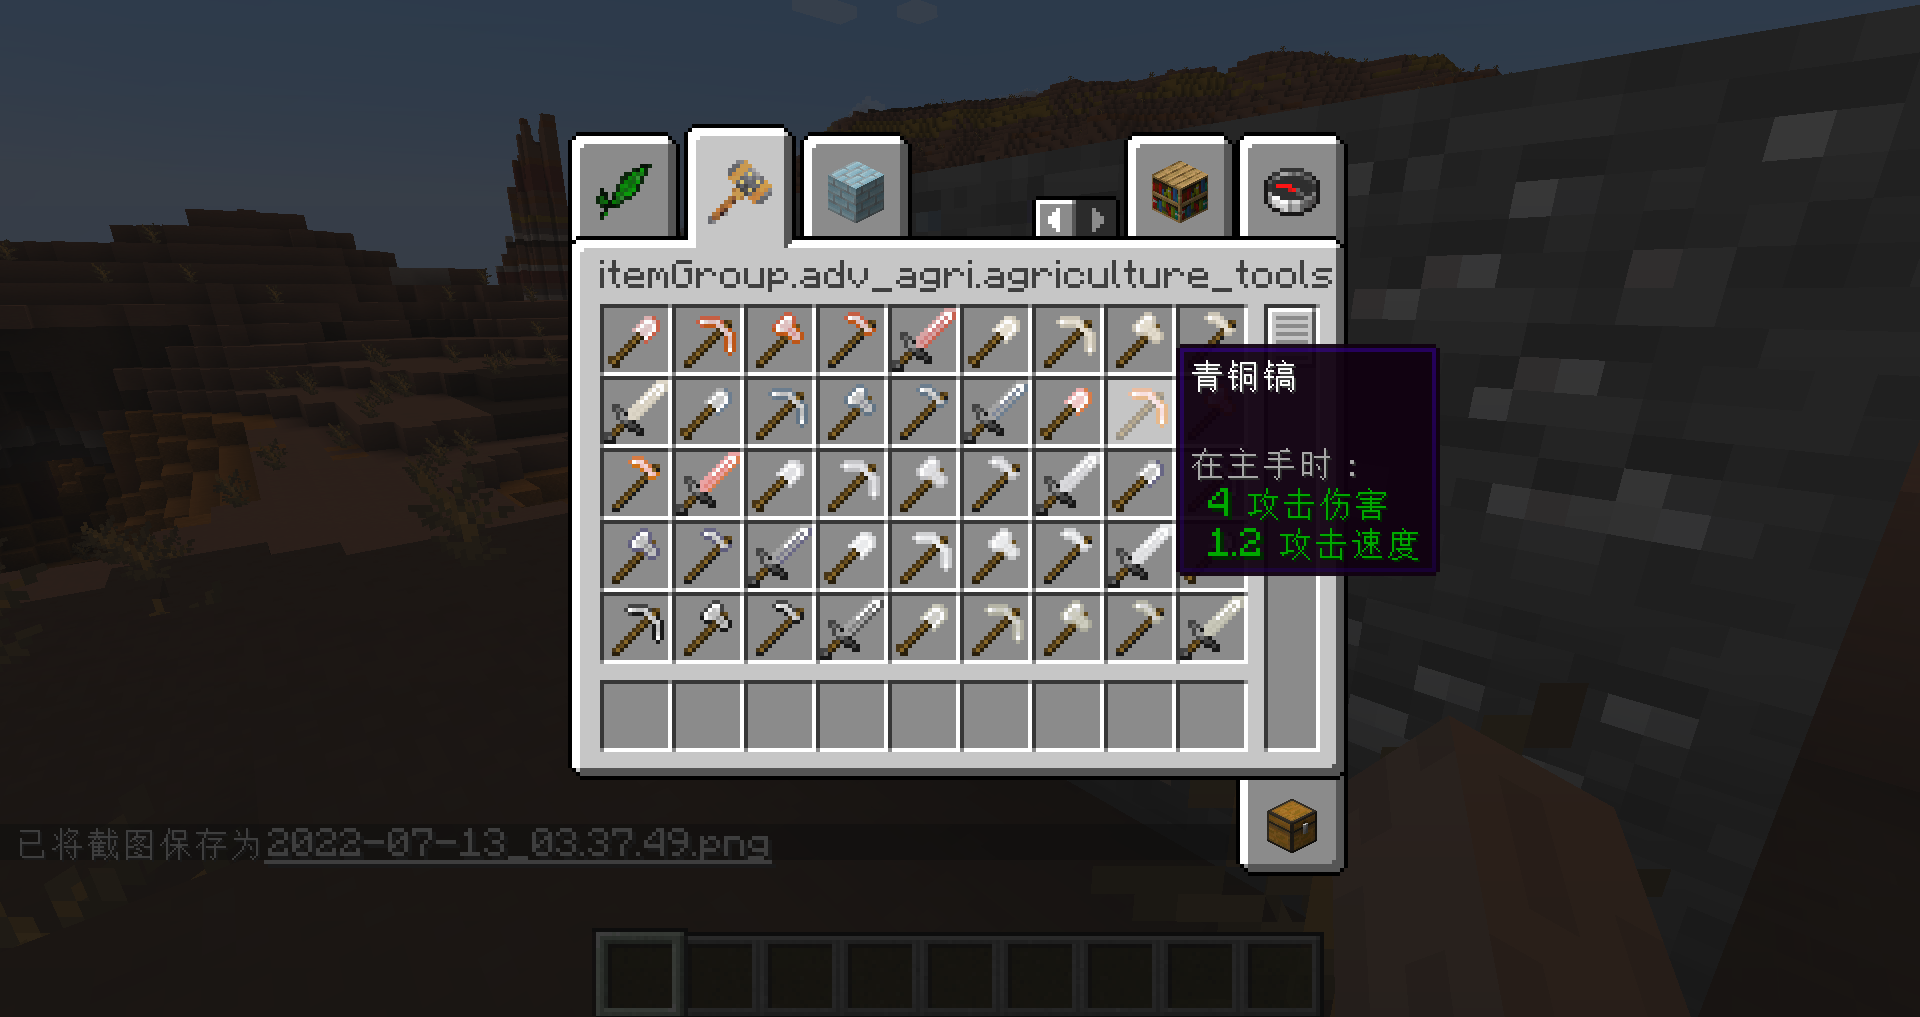 itemGroup.adv_agri.agriculture_tools
青铜镐
在主手时：
4 攻击伤害
1.2 攻击速度
已将截图保存为2022-07-13_03.37.49.png